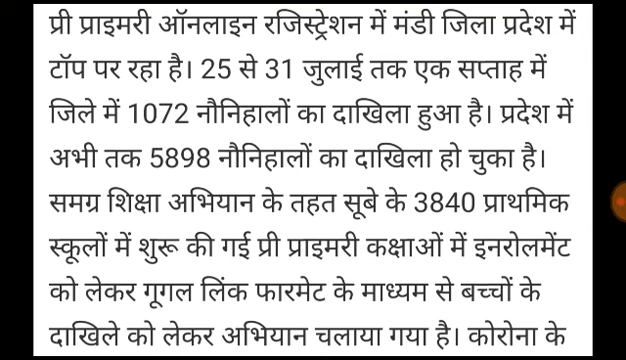 प्री प्राइमरी ऑनलाइन रजिस्ट्रेशन में मंडी जिला प्रदेश में
टॉप पर रहा है। 25 से 31 जुलाई तक एक सप्ताह में
जिले में 1072 नौनिहालों का दाखिला हुआ है। प्रदेश में
अभी तक 5898 नौनिहालों का दाखिला हो चुका है।
समग्र शिक्षा अभियान के तहत सूबे के 3840 प्राथमिक
स्कूलों में शुरू की गई प्री प्राइमरी कक्षाओं में इनरोलमेंट
को लेकर गूगल लिंक फारमेट के माध्यम से बच्चों के
दाखिले को लेकर अभियान चलाया गया है। कोरोना के